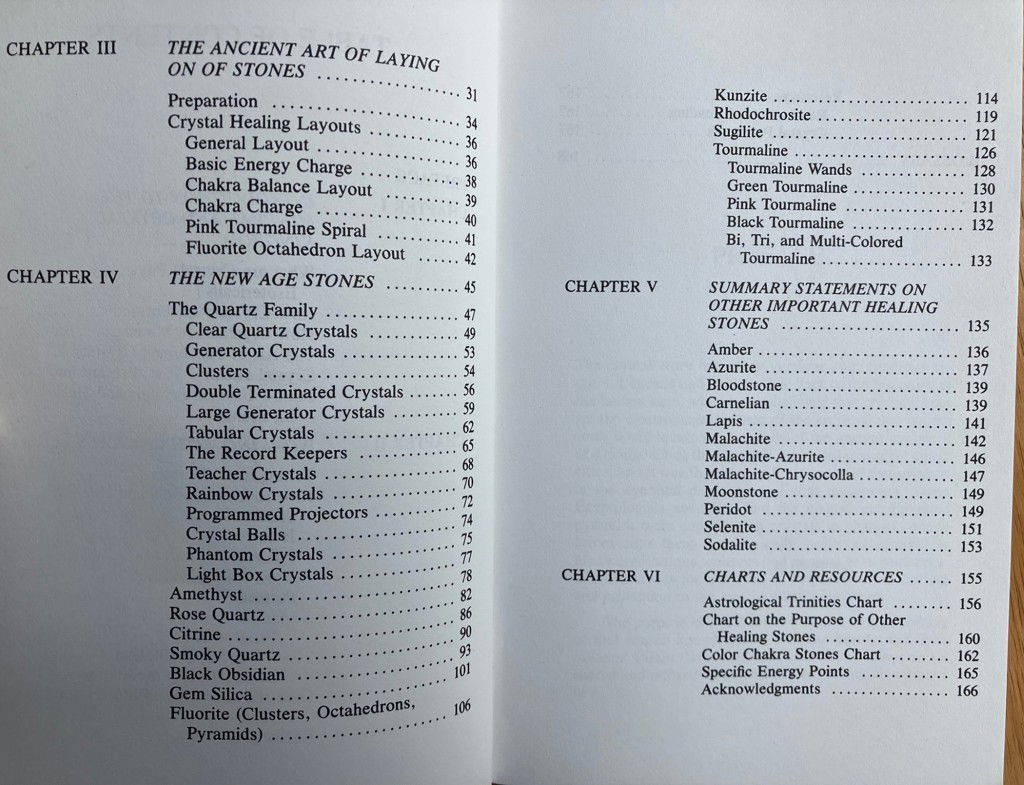 CHAPTER III THE ANCIENT ART OF LAYING
ON OF STONES .................. 31
Preparation ........................ 34
Crystal Healing Layouts ............ 36
General Layout .................... 36
Basic Energy Charge .............. 38
Chakra Balance Layout ............ 39
Chakra Charge .................... 40
Pink Tourmaline Spiral ........... 41
Fluorite Octahedron Layout ...... 42
CHAPTER IV THE NEW AGE STONES .......... 45
The Quartz Family .................. 47
Clear Quartz Crystals ............. 49
Generator Crystals ................ 53
Clusters .......................... 54
Double Terminated Crystals ....... 56
Large Generator Crystals ......... 59
Tabular Crystals .................. 62
The Record Keepers ............... 65
Teacher Crystals .................. 68
Rainbow Crystals ................. 70
Programmed Projectors ........... 72
Crystal Balls ..................... 74
Phantom Crystals ................. 75
Light Box Crystals ................ 77
Amethyst ........................... 78
Rose Quartz ........................ 82
Citrine ............................. 86
Smoky Quartz ...................... 90
Black Obsidian ..................... 93
Gem Silica ......................... 101
Fluorite (Clusters, Octahedrons,
Pyramids) ........................ 106
Kunzite ............................ 114
Rhodochrosite ..................... 119
Sugilite ............................ 121
Tourmaline ........................ 126
Tourmaline Wands ............... 128
Green Tourmaline ................. 130
Pink Tourmaline .................. 131
Black Tourmaline ................. 132
Bi, Tri, and Multi-Colored
Tourmaline ..................... 133
CHAPTER V SUMMARY STATEMENTS ON
OTHER IMPORTANT HEALING
STONES .......................... 135
Amber ............................. 136
Azurite ............................ 137
Bloodstone ......................... 139
Carnelian .......................... 139
Lapis .............................. 141
Malachite .......................... 142
Malachite-Azurite .................. 146
Malachite-Chrysocolla .............. 147
Moonstone ......................... 149
Peridot ............................ 149
Selenite ............................ 151
Sodalite ........................... 153
CHAPTER VI CHARTS AND RESOURCES ...... 155
Astrological Trinities Chart ........ 156
Chart on the Purpose of Other
Healing Stones .................. 160
Color Chakra Stones Chart ........ 162
Specific Energy Points ............ 165
Acknowledgments .................. 166